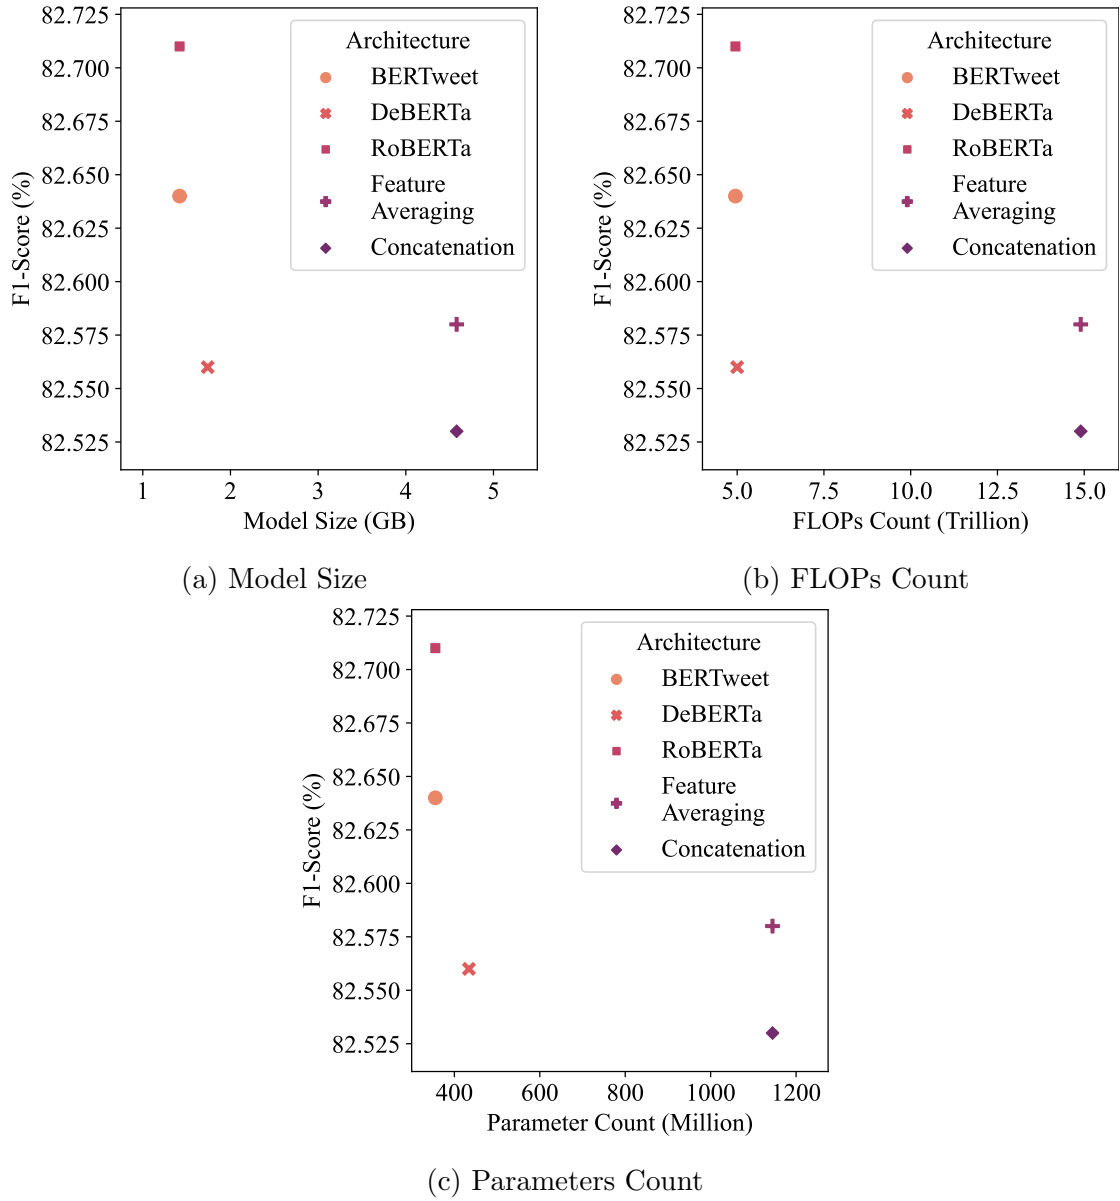 82.725
82.700
82.675
82.650
82.625
82.600
82.575
82.550
82.525
F1-Score (%)
1 2 3 4 5
Model Size (GB)
Architecture
BERTweet
DeBERTa
RoBERTa
Feature
Averaging
Concatenation
(a) Model Size
82.725
82.700
82.675
82.650
82.625
82.600
82.575
82.550
82.525
F1-Score (%)
5.0 7.5 10.0 12.5 15.0
FLOPs Count (Trillion)
Architecture
BERTweet
DeBERTa
RoBERTa
Feature
Averaging
Concatenation
(b) FLOPs Count
82.725
82.700
82.675
82.650
82.625
82.600
82.575
82.550
82.525
F1-Score (%)
400 600 800 1000 1200
Parameter Count (Million)
Architecture
BERTweet
DeBERTa
RoBERTa
Feature
Averaging
Concatenation
(c) Parameters Count